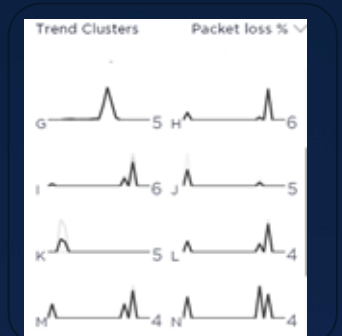 Trend Clusters Packet loss %
G 5 H 6
I 6 J 5
K 5 L 4
M 4 N 4